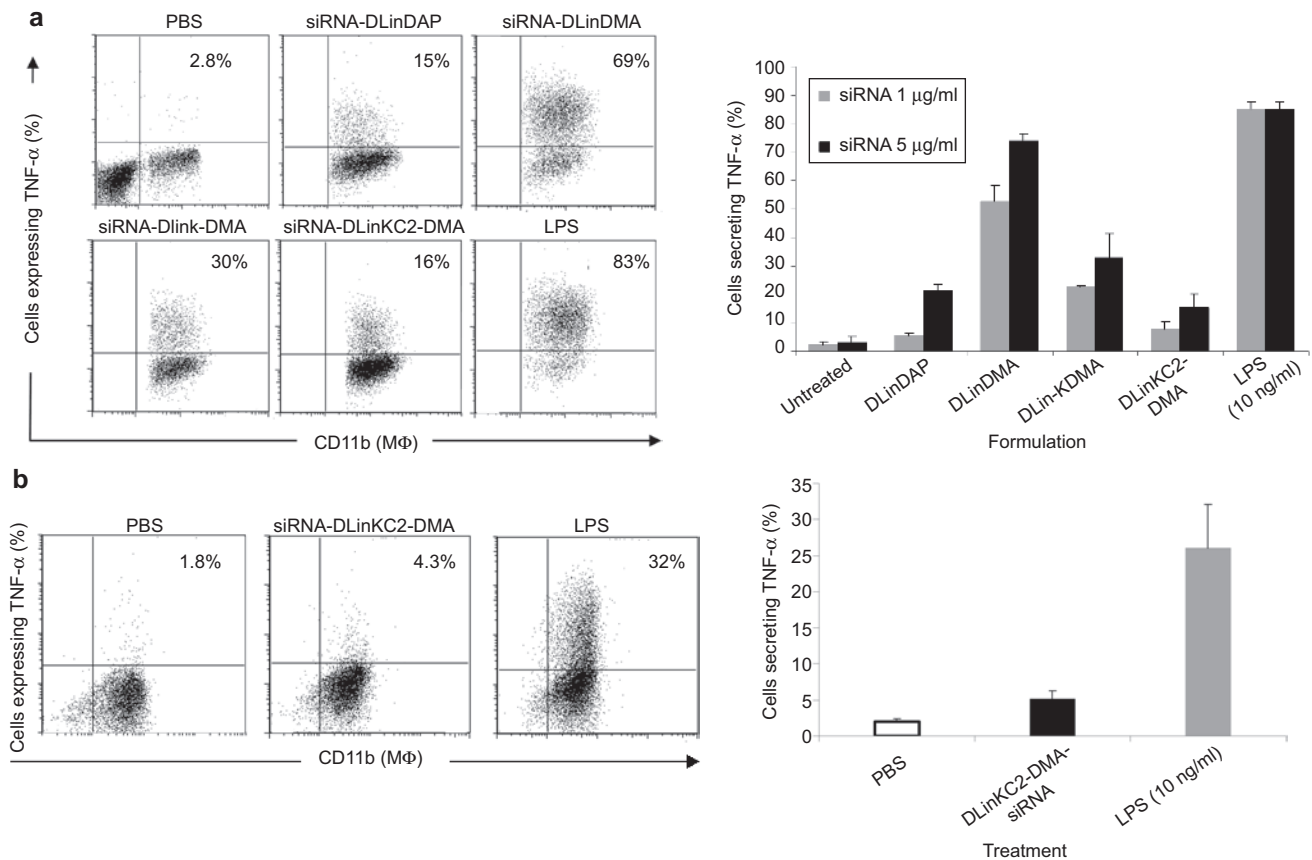 a
PBS
siRNA-DLinDAP
siRNA-DLinDMA
2.8%
15%
69%
siRNA-Dlink-DMA
siRNA-DLinKC2-DMA
LPS
30%
16%
83%
Cells expressing TNF-α (%)
CD11b (MΦ)
100
90
80
70
60
50
40
30
20
10
0
Cells secreting TNF-α (%)
siRNA 1 μg/ml
siRNA 5 μg/ml
Untreated
DLinDAP
DLinDMA
DLin-KDMA
DLinKC2-
DMA
LPS
(10 ng/ml)
Formulation
b
PBS
siRNA-DLinKC2-DMA
LPS
1.8%
4.3%
32%
Cells expressing TNF-α (%)
CD11b (MΦ)
35
30
25
20
15
10
5
0
Cells secreting TNF-α (%)
PBS
DLinKC2-DMA-
siRNA
LPS (10 ng/ml)
Treatment